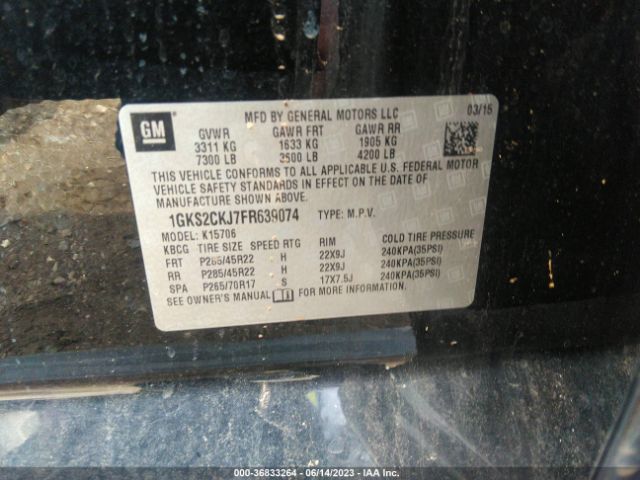 GM
MFD BY GENERAL MOTORS LLC 03/15
GVWR GAWR FRT GAWR RR
3311 KG 1633 KG 1905 KG
7300 LB 3600 LB 4200 LB
THIS VEHICLE CONFORMS TO ALL APPLICABLE U.S. FEDERAL MOTOR
VEHICLE SAFETY STANDARDS IN EFFECT ON THE DATE OF
MANUFACTURE SHOWN ABOVE.
1GKS2CKJ7FR639074 TYPE: M.P.V.
MODEL: K15706
KBCG TIRE SIZE SPEED RTG RIM COLD TIRE PRESSURE
FRT P285/45R22 H 22X9J 240KPA(35PSI)
RR P285/45R22 H 22X9J 240KPA(35PSI)
SPA P265/70R17 S 17X7.5J 240KPA(35PSI)
SEE OWNER'S MANUAL FOR MORE INFORMATION.
000-36833264 - 06/14/2023 - IAA Inc.